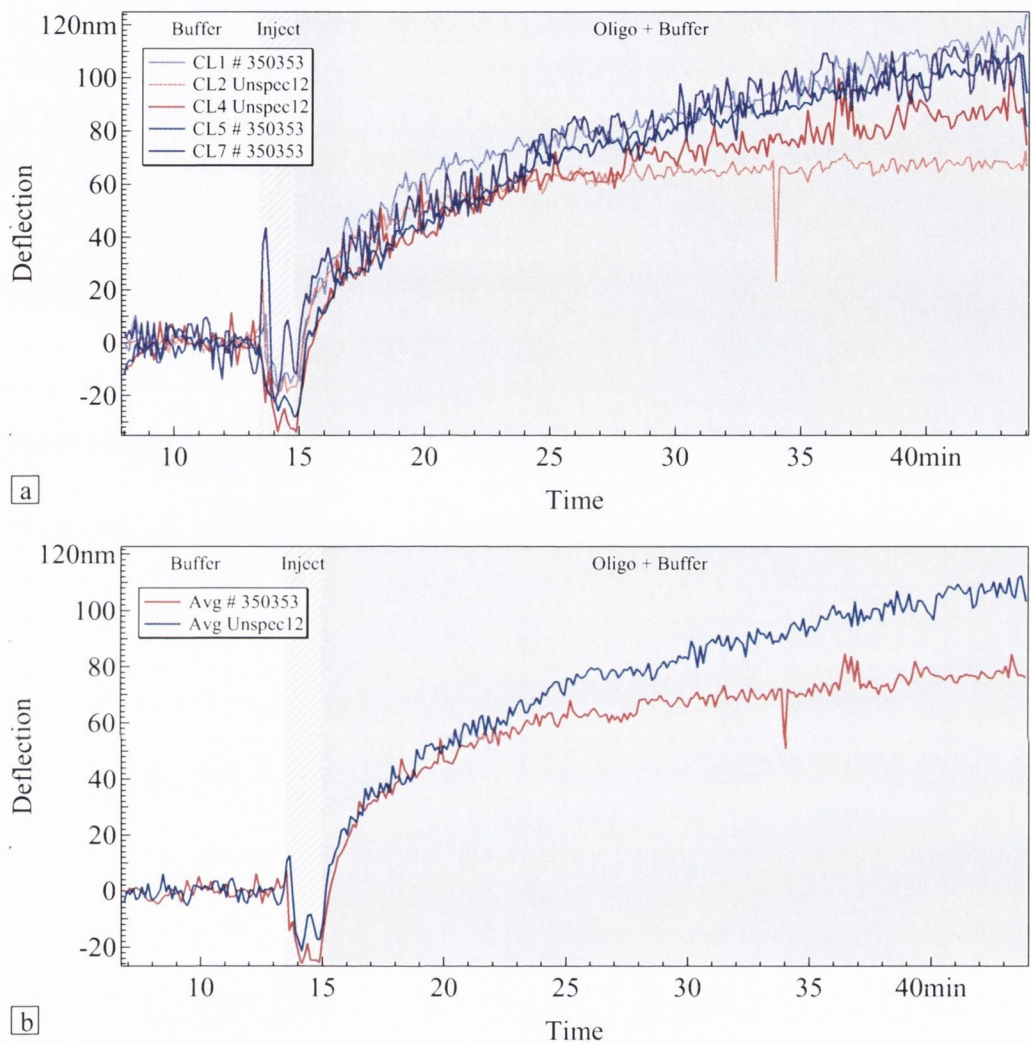 120nm
100
80
60
40
20
0
-20
Deflection
Buffer Inject Oligo + Buffer
CL1 # 350353
CL2 Unspec12
CL4 Unspec12
CL5 # 350353
CL7 # 350353
10 15 20 25 30 35 40min
Time
a
120nm
100
80
60
40
20
0
-20
Deflection
Buffer Inject Oligo + Buffer
Avg # 350353
Avg Unspec12
10 15 20 25 30 35 40min
Time
b